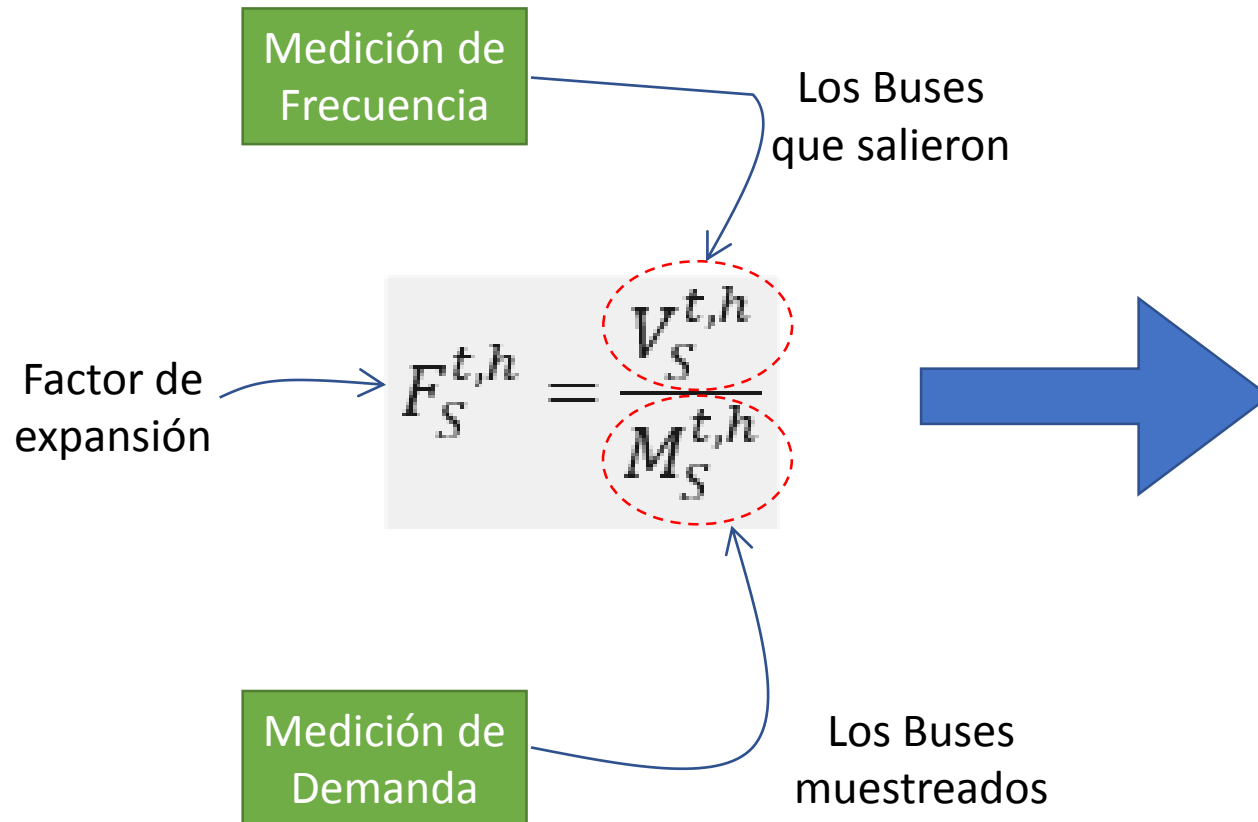 Medición de
Frecuencia
Los Buses
que salieron
Factor de
expansión
F_S^{t,h} = \frac{V_S^{t,h}}{M_S^{t,h}}
Medición de
Demanda
Los Buses
muestreados